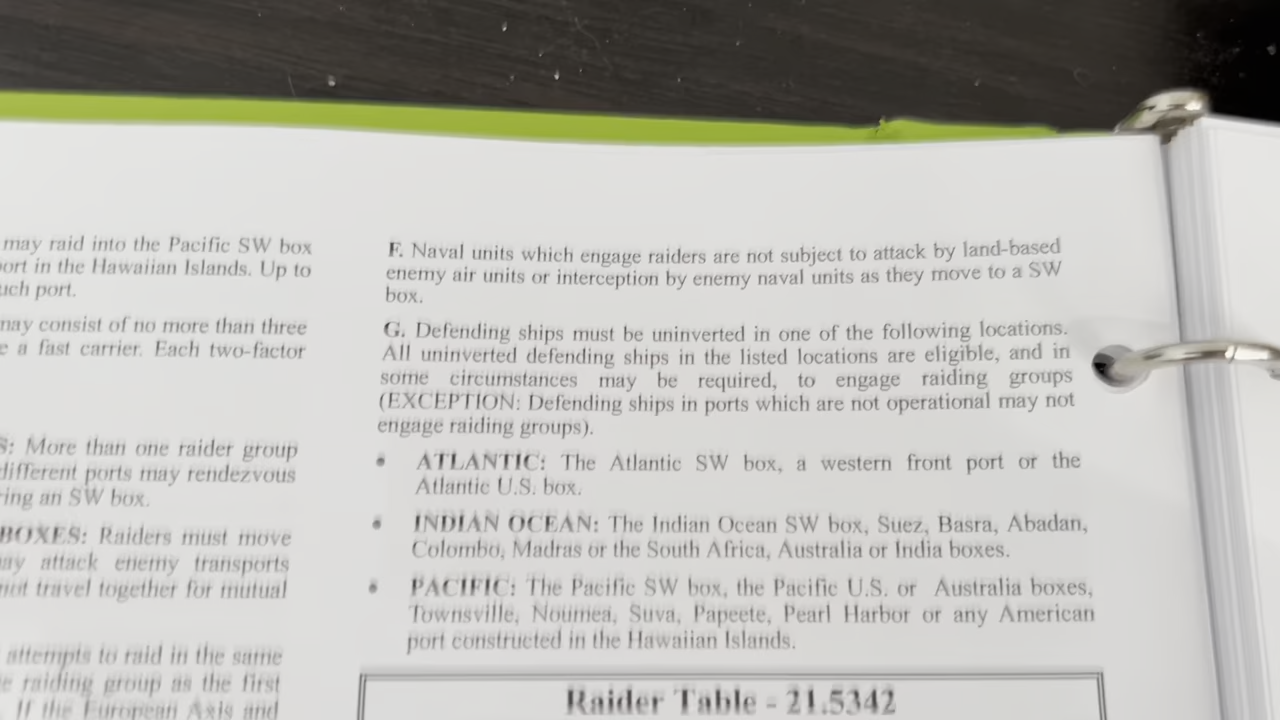 may raid into the Pacific SW box
ort in the Hawaiian Islands. Up to
uch port.
may consist of no more than three
e a fast carrier. Each two-factor
S: More than one raider group
different ports may rendezvous
ring an SW box.
BOXES: Raiders must move
ay attack enemy transports
not travel together for mutual
attempts to raid in the same
e raiding group as the first
. If the European Axis and
F. Naval units which engage raiders are not subject to attack by land-based
enemy air units or interception by enemy naval units as they move to a SW
box.
G. Defending ships must be uninverted in one of the following locations.
All uninverted defending ships in the listed locations are eligible, and in
some circumstances may be required, to engage raiding groups
(EXCEPTION: Defending ships in ports which are not operational may not
engage raiding groups).
• ATLANTIC: The Atlantic SW box, a western front port or the
Atlantic U.S. box.
• INDIAN OCEAN: The Indian Ocean SW box, Suez, Basra, Abadan,
Colombo, Madras or the South Africa, Australia or India boxes.
• PACIFIC: The Pacific SW box, the Pacific U.S. or Australia boxes,
Townsville, Noumea, Suva, Papeete, Pearl Harbor or any American
port constructed in the Hawaiian Islands.
Raider Table - 21.5342